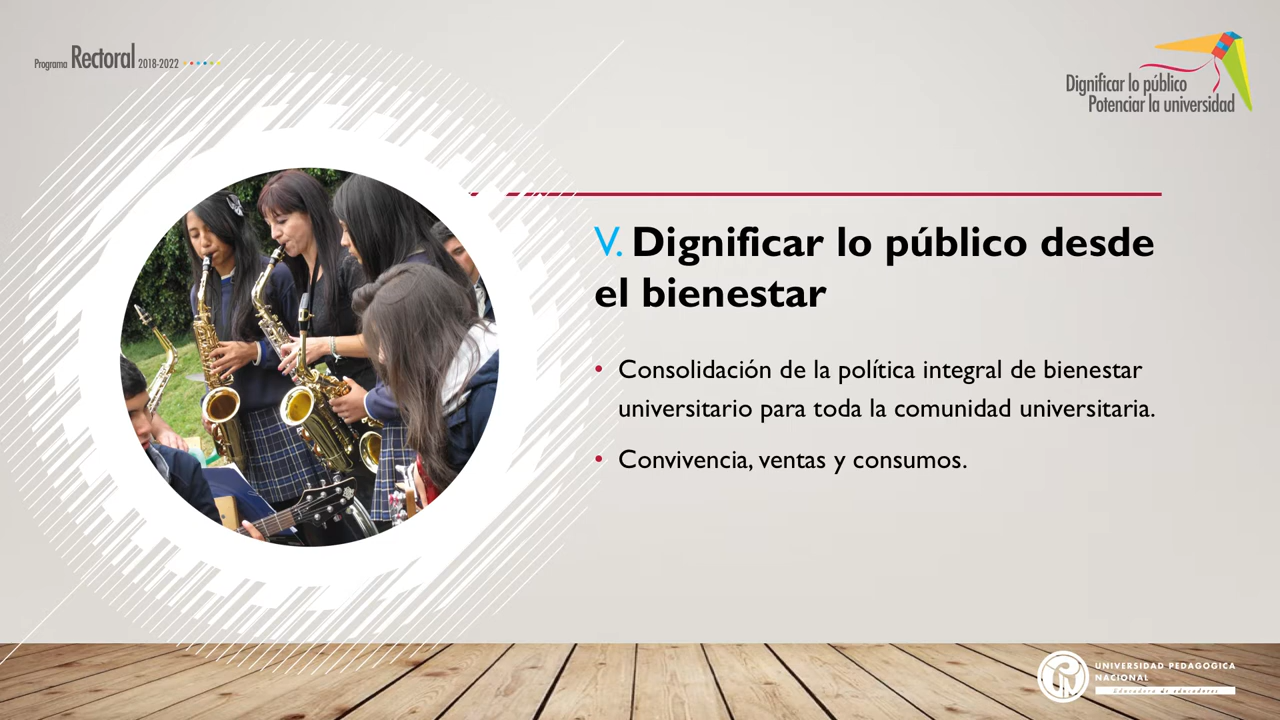 Programa Rectoral 2018-2022
Dignificar lo público
Potenciar la universidad
V. Dignificar lo público desde
el bienestar
• Consolidación de la política integral de bienestar
universitario para toda la comunidad universitaria.
• Convivencia, ventas y consumos.
UNIVERSIDAD PEDAGOGICA
NACIONAL
Educadora de educadores